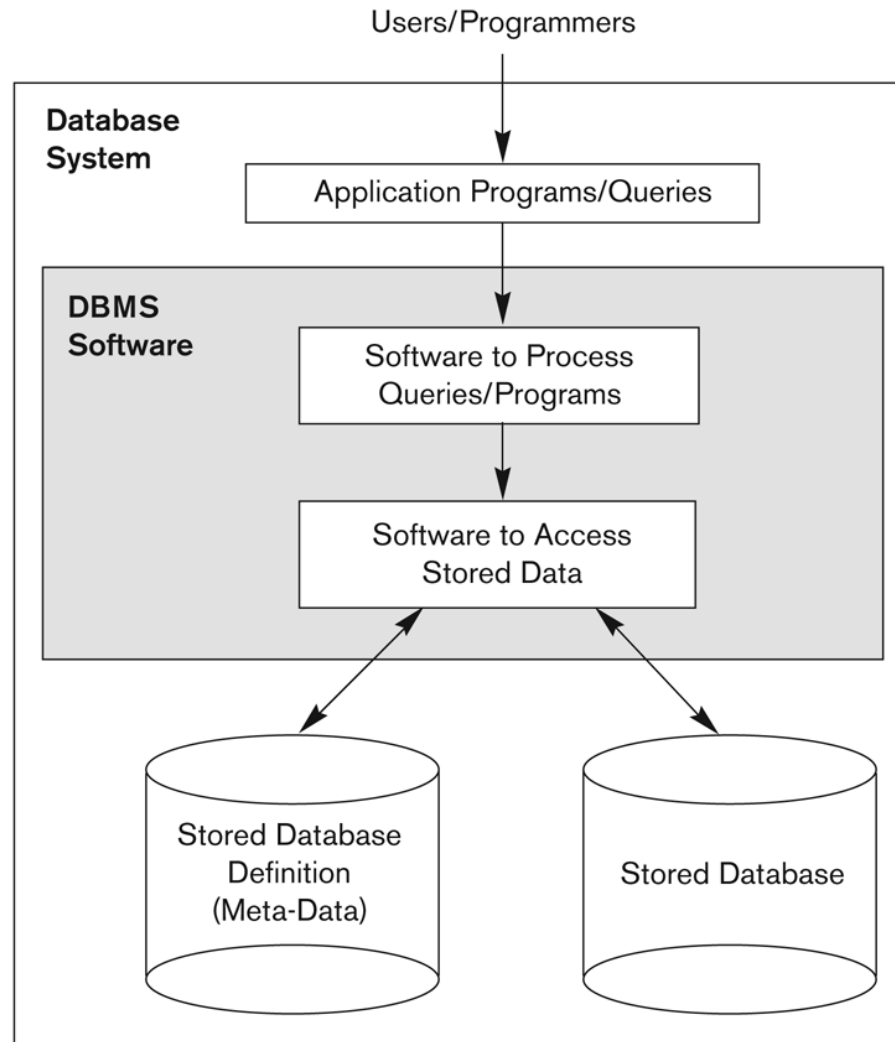 Users/Programmers
Database
System
Application Programs/Queries
DBMS
Software
Software to Process
Queries/Programs
Software to Access
Stored Data
Stored Database
Definition
(Meta-Data)
Stored Database